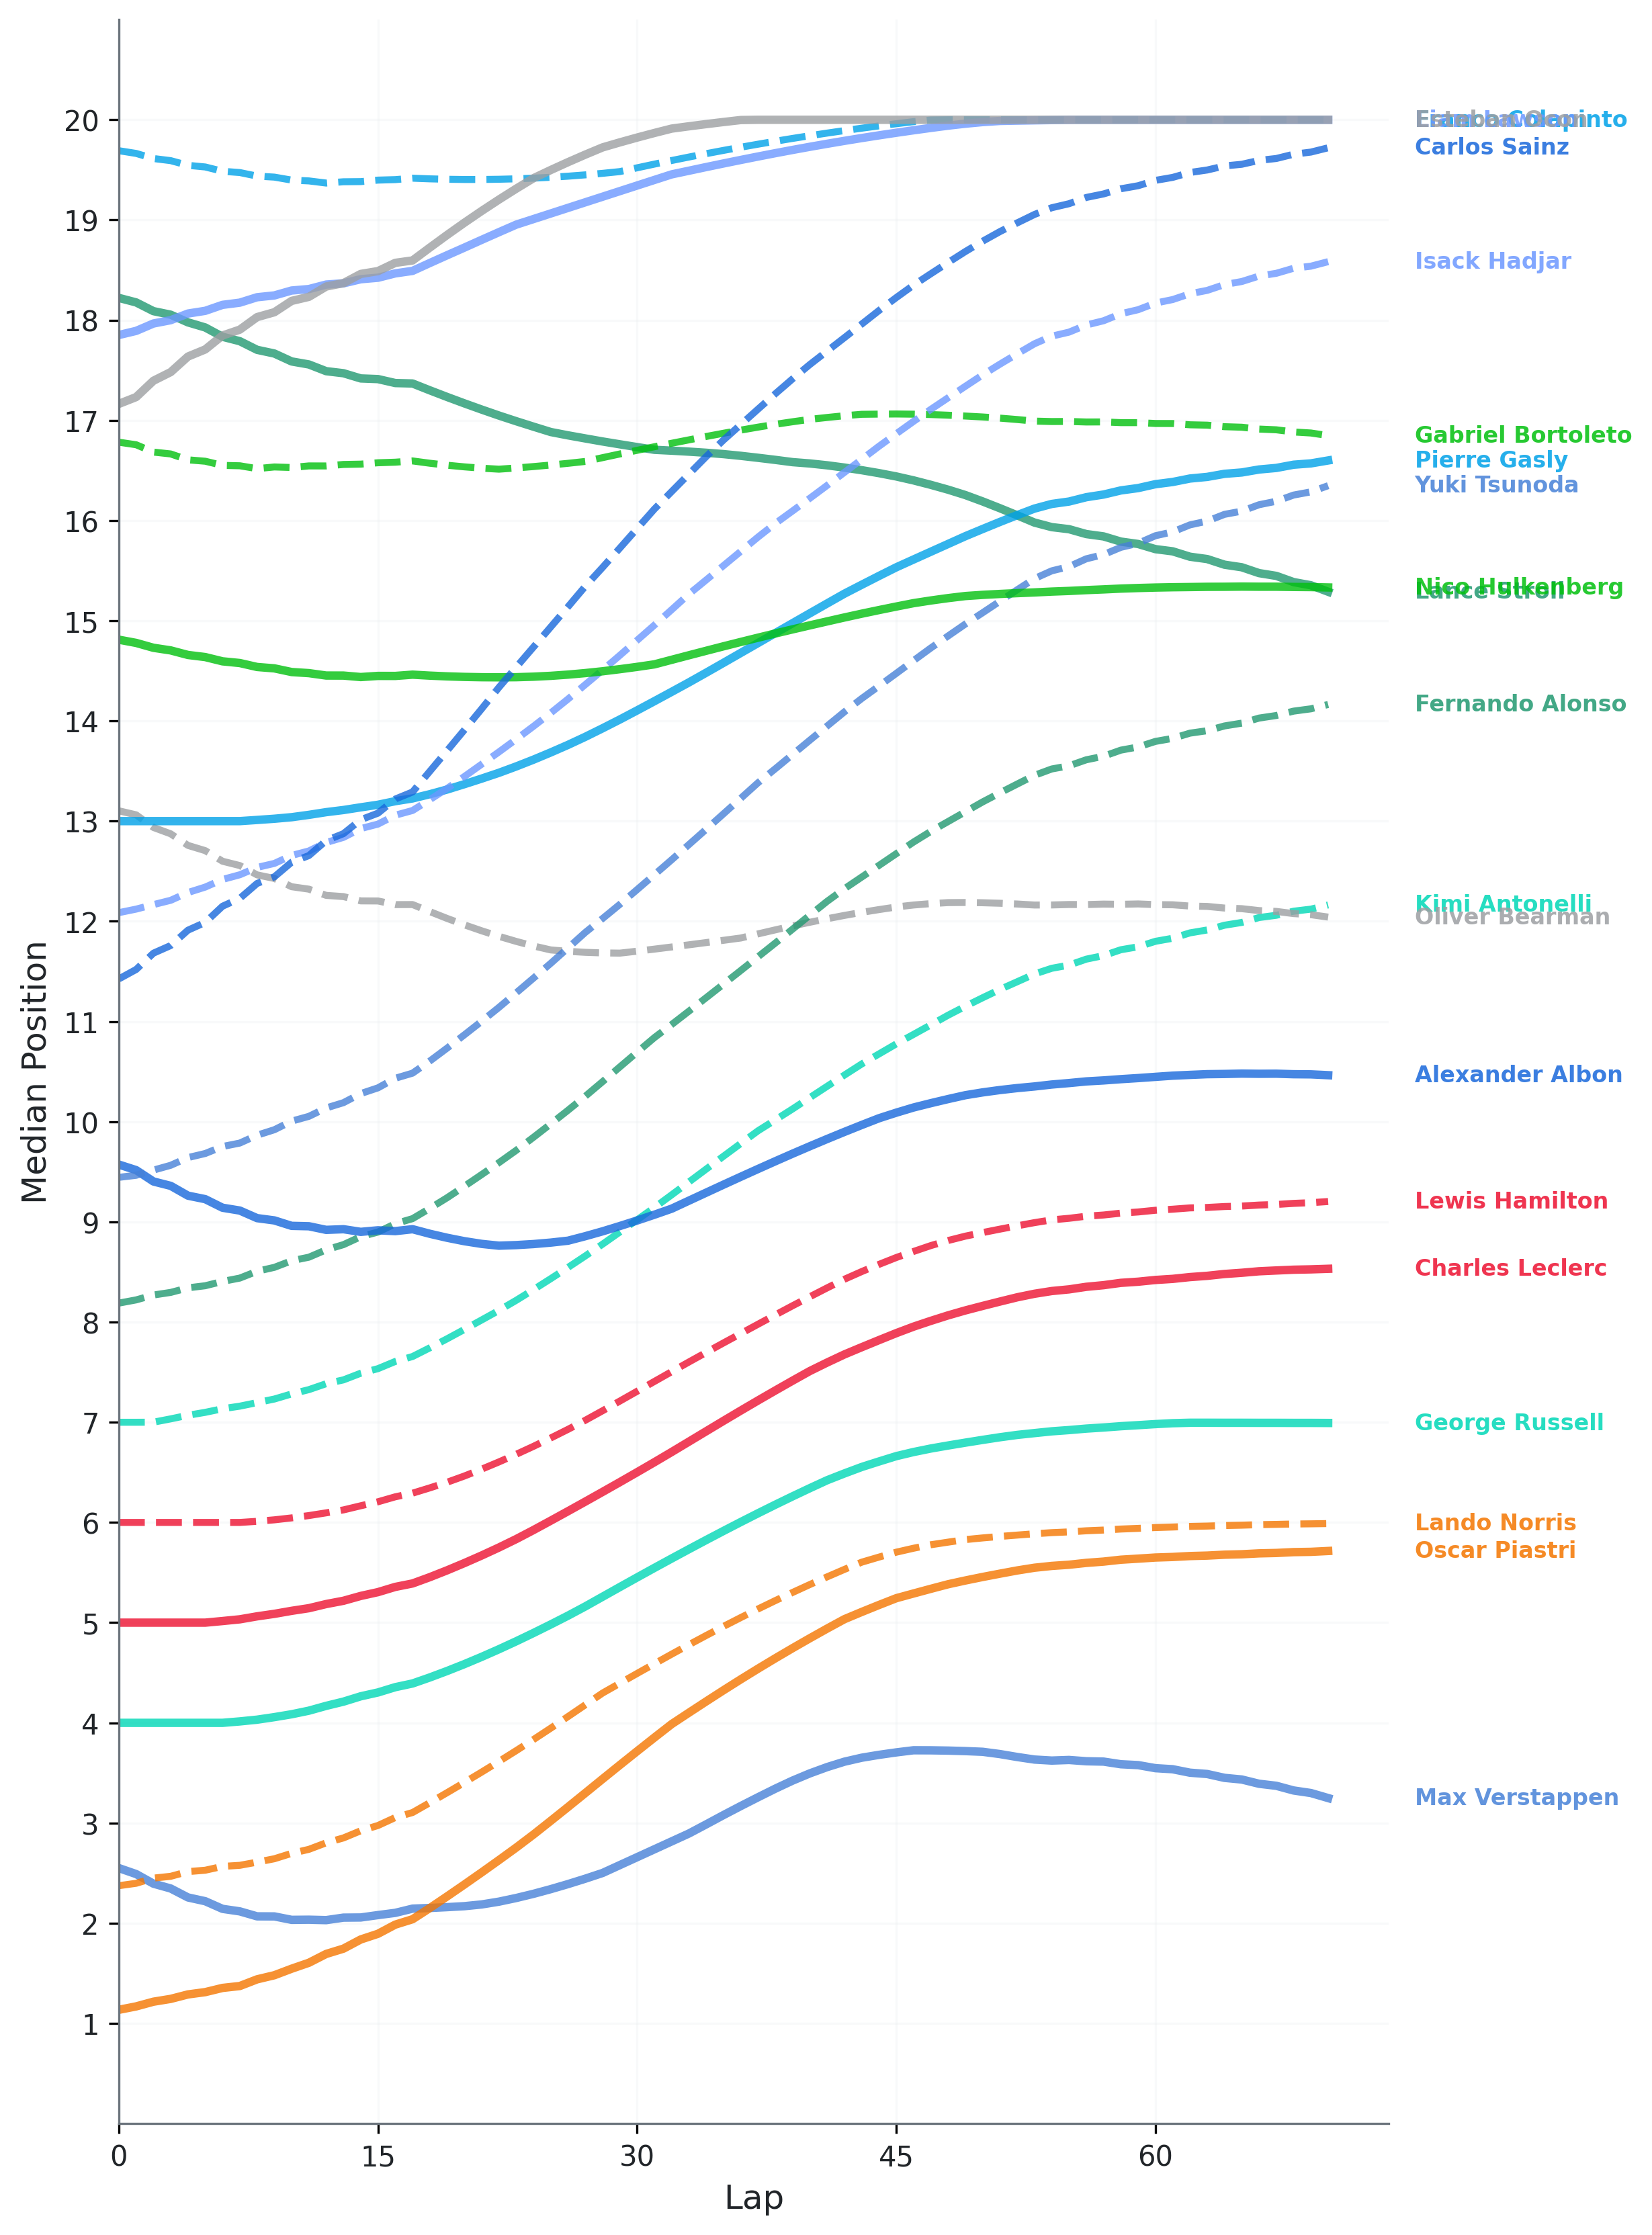 20
19
18
17
16
15
14
13
12
11
10
9
8
7
6
5
4
3
2
1
Median Position
0
15
30
45
60
Lap
Carlos Sainz
Isack Hadjar
Gabriel Bortoleto
Pierre Gasly
Yuki Tsunoda
Nico Hulkenberg
Lance Stroll
Fernando Alonso
Kimi Antonelli
Oliver Bearman
Alexander Albon
Lewis Hamilton
Charles Leclerc
George Russell
Lando Norris
Oscar Piastri
Max Verstappen